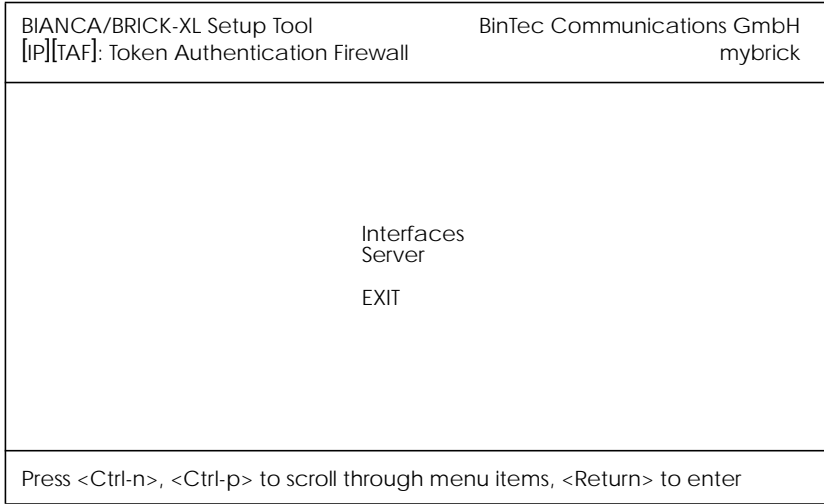 BIANCA/BRICK-XL Setup Tool BinTec Communications GmbH
[IP][TAF]: Token Authentication Firewall mybrick
Interfaces
Server
EXIT
Press <Ctrl-n>, <Ctrl-p> to scroll through menu items, <Return> to enter